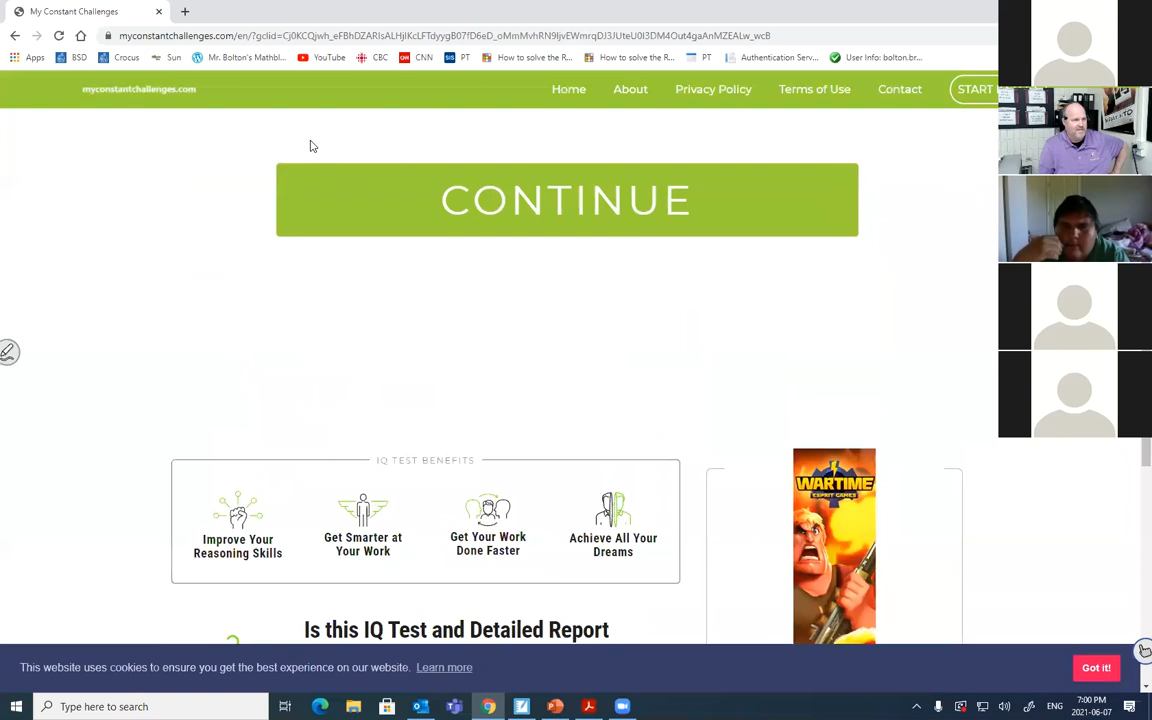 My Constant Challenges
myconstantchallenges.com/en/?gclid=Cj0KCQjwh_eFBhDZARIsALHjIKcLFTdyygB07fD6eD_oMmMvhRN9IjvEWmrqDJ3JUteU0I3DM4Out4gaAnMZEALw_wcB
Apps BSD Crocus Sun Mr. Bolton's Mathbl... YouTube CBC CNN SIS PT How to solve the R... How to solve the R... PT Authentication Serv... User Info: bolton.br...
myconstantchallenges.com Home About Privacy Policy Terms of Use Contact START
CONTINUE
IQ TEST BENEFITS
Improve Your
Reasoning Skills
Get Smarter at
Your Work
Get Your Work
Done Faster
Achieve All Your
Dreams
WARTIME
ESPRIT GAMES
Is this IQ Test and Detailed Report
This website uses cookies to ensure you get the best experience on our website. Learn more Got it!
Type here to search
ENG
7:00 PM
2021-06-07